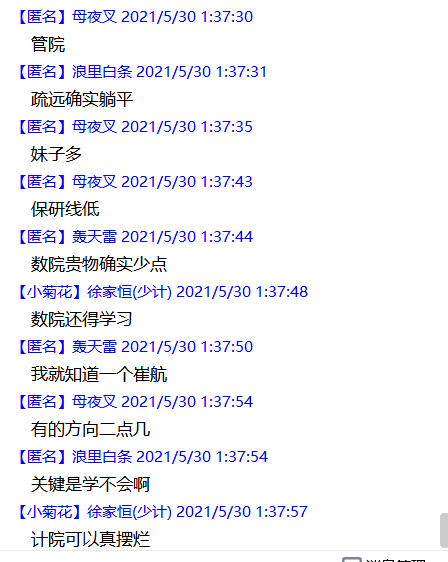 【匿名】母夜叉 2021/5/30 1:37:30
管院
【匿名】浪里白条 2021/5/30 1:37:31
疏远确实躺平
【匿名】母夜叉 2021/5/30 1:37:35
妹子多
【匿名】母夜叉 2021/5/30 1:37:43
保研线低
【匿名】轰天雷 2021/5/30 1:37:44
数院贵物确实少点
【小菊花】徐家恒(少计) 2021/5/30 1:37:48
数院还得学习
【匿名】轰天雷 2021/5/30 1:37:50
我就知道一个崔航
【匿名】母夜叉 2021/5/30 1:37:54
有的方向二点几
【匿名】浪里白条 2021/5/30 1:37:54
关键是学不会啊
【小菊花】徐家恒(少计) 2021/5/30 1:37:57
计院可以真摆烂